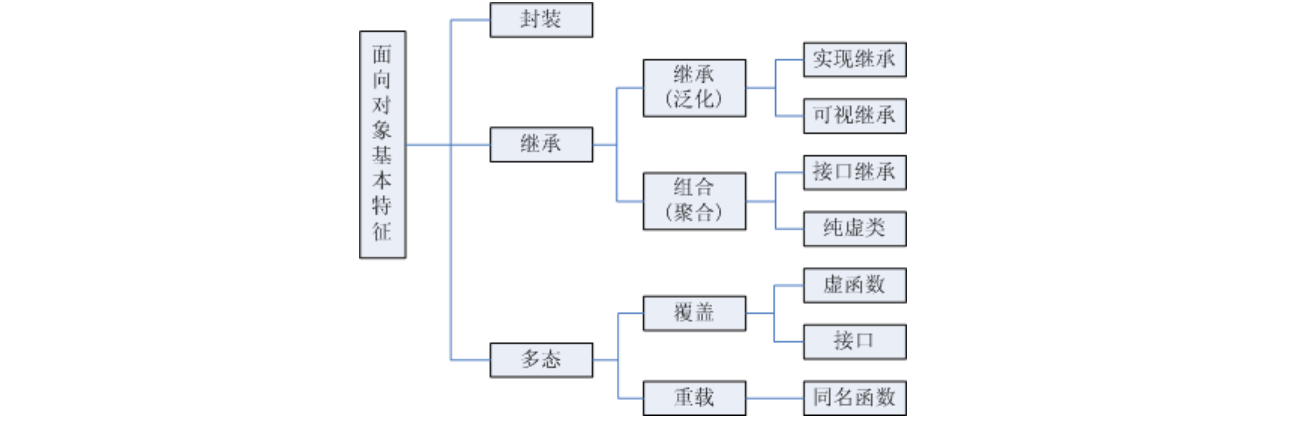 面向对象基本特征
封装
继承
继承
（泛化）
实现继承
可视继承
组合
（聚合）
接口继承
纯虚类
多态
覆盖
虚函数
接口
重载
同名函数